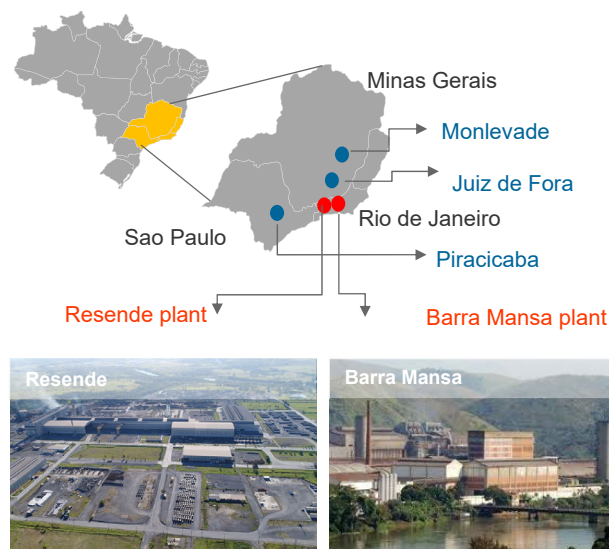 Minas Gerais
Monlevade
Juiz de Fora
Rio de Janeiro
Sao Paulo
Piracicaba
Resende plant
Barra Mansa plant
Resende
Barra Mansa